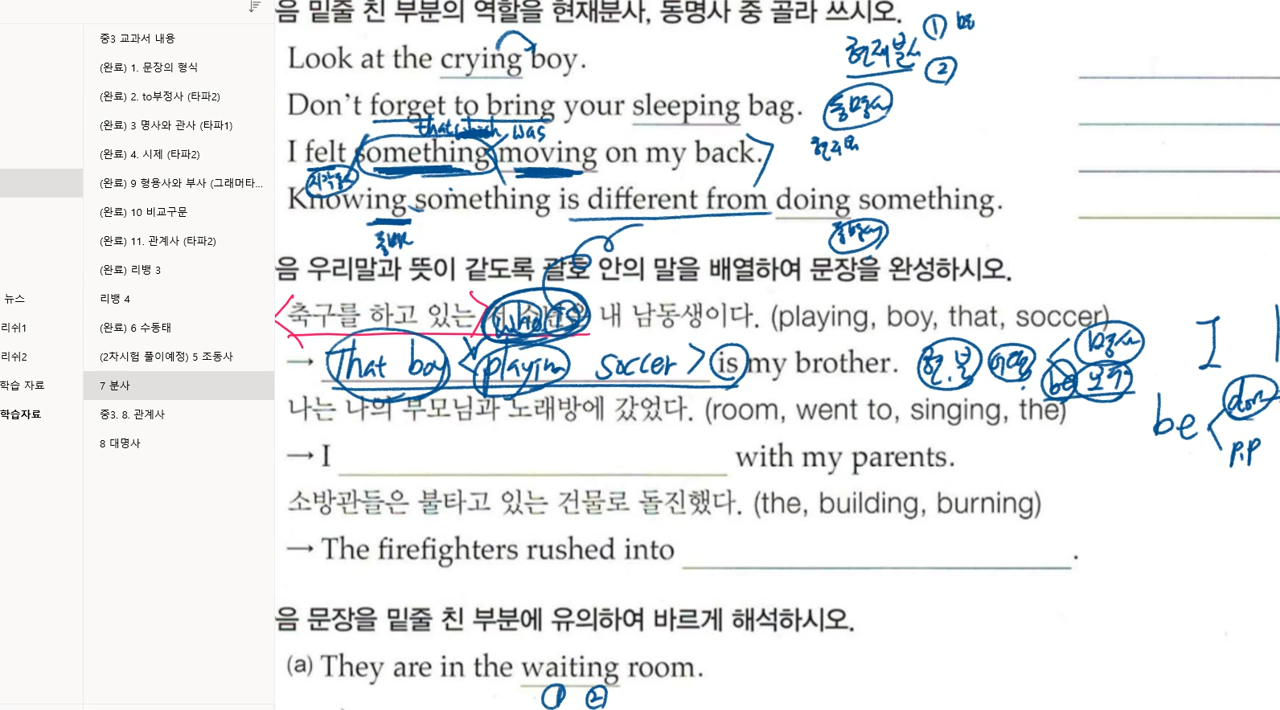 중3 교과서 내용
(완료) 1. 문장의 형식
(완료) 2. to부정사 (타파2)
(완료) 3 명사와 관사 (타파1)
(완료) 4. 시제 (타파2)
(완료) 9 형용사와 부사 (그래머타...
(완료) 10 비교구문
(완료) 11. 관계사 (타파2)
(완료) 리뱅 3
뉴스
리뱅 4
리쉬1
(완료) 6 수동태
리쉬2
(2차시험 풀이예정) 5 조동사
학습 자료
7 분사
학습자료
중3. 8. 관계사
8 대명사
음 밑줄 친 부분의 역할을 현재분사, 동명사 중 골라 쓰시오.
① be
현재분사
②
Look at the crying boy.
Don't forget to bring your sleeping bag.
동명사
that which was
I felt something moving on my back.
Knowing something is different from doing something.
동명사
음 우리말과 뜻이 같도록 괄호 안의 말을 배열하여 문장을 완성하시오.
축구를 하고 있는 내 남동생이다. (playing, boy, that, soccer)
who is
→ That boy playing soccer is my brother.
현.분
명사
be 보어
I
나는 나의 부모님과 노래방에 갔었다. (room, went to, singing, the)
be
p.p
→ I with my parents.
소방관들은 불타고 있는 건물로 돌진했다. (the, building, burning)
→ The firefighters rushed into .
음 문장을 밑줄 친 부분에 유의하여 바르게 해석하시오.
(a) They are in the waiting room.
① ②